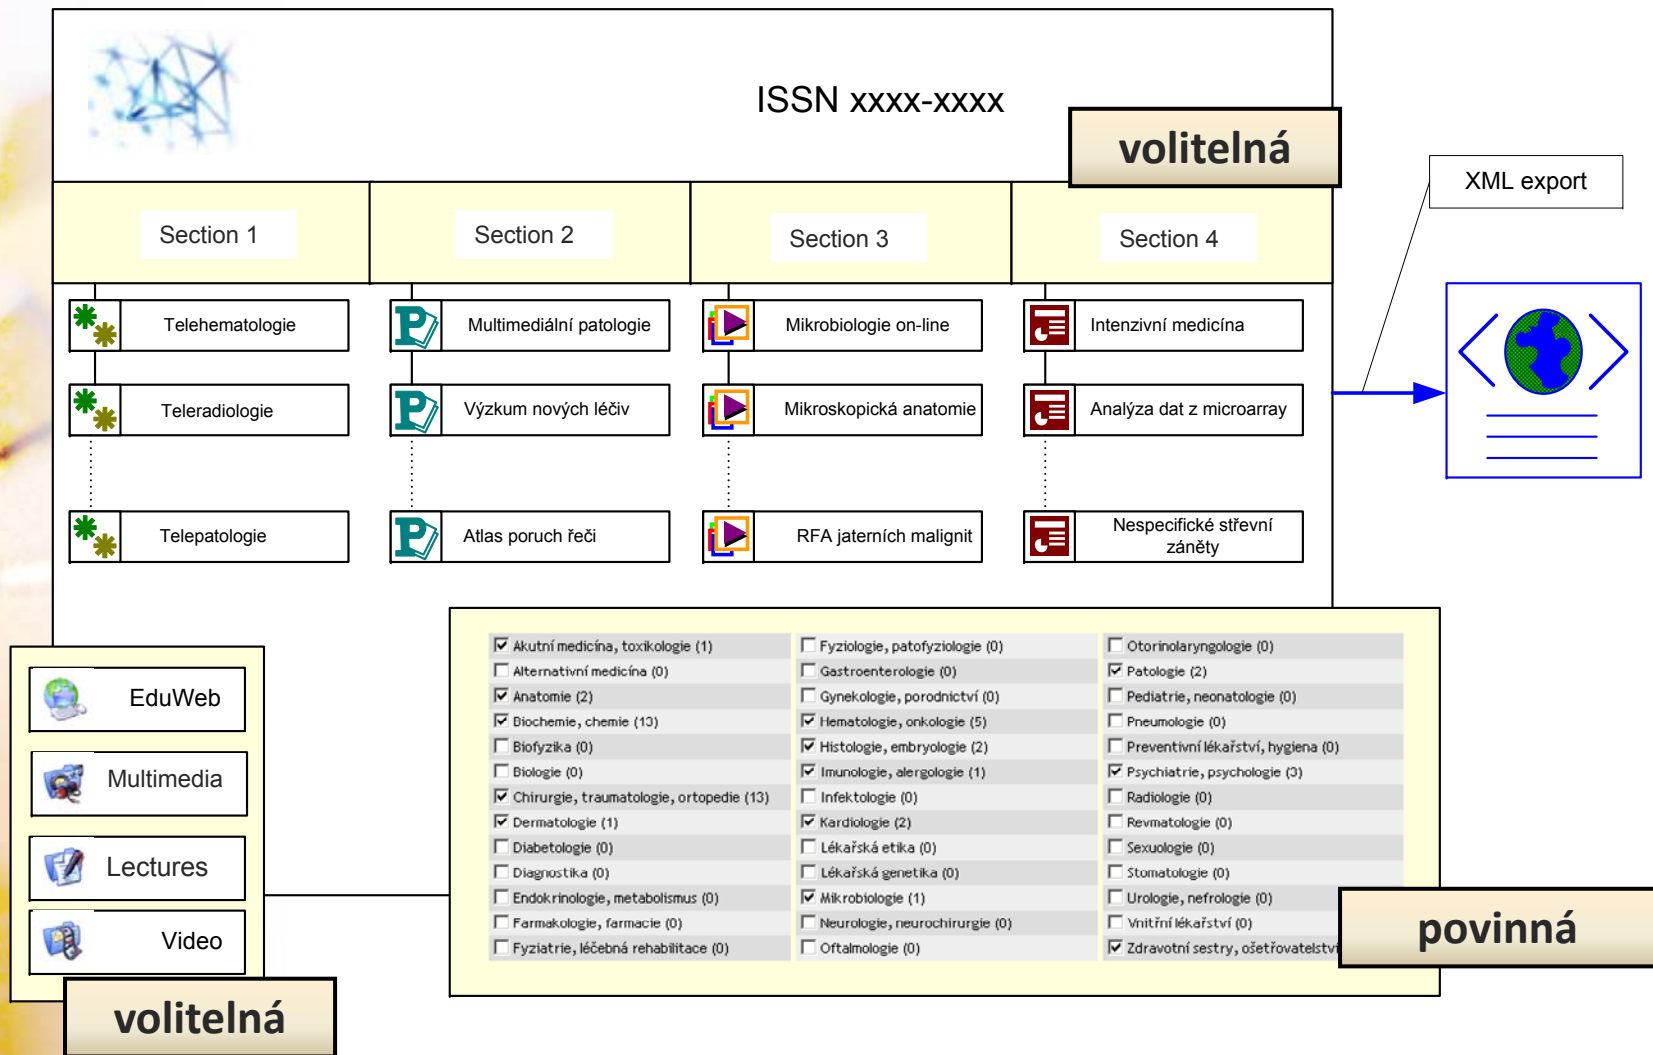 ISSN xxxx-xxxx
volitelná
XML export
Section 1
Section 2
Section 3
Section 4
Telehematologie
Multimediální patologie
Mikrobiologie on-line
Intenzivní medicína
Teleradiologie
Výzkum nových léčiv
Mikroskopická anatomie
Analýza dat z microarray
Telepatologie
Atlas poruch řeči
RFA jaterních malignit
Nespecifické střevní
záněty
EduWeb
Multimedia
Lectures
Video
volitelná
Akutní medicína, toxikologie (1)
Alternativní medicína (0)
Anatomie (2)
Biochemie, chemie (13)
Biofyzika (0)
Biologie (0)
Chirurgie, traumatologie, ortopedie (13)
Dermatologie (1)
Diabetologie (0)
Diagnostika (0)
Endokrinologie, metabolismus (0)
Farmakologie, farmacie (0)
Fyziatrie, léčebná rehabilitace (0)
Fyziologie, patofyziologie (0)
Gastroenterologie (0)
Gynekologie, porodnictví (0)
Hematologie, onkologie (5)
Histologie, embryologie (2)
Imunologie, alergologie (1)
Infektologie (0)
Kardiologie (2)
Lékařská etika (0)
Lékařská genetika (0)
Mikrobiologie (1)
Neurologie, neurochirurgie (0)
Oftalmologie (0)
Otorinolaryngologie (0)
Patologie (2)
Pediatrie, neonatologie (0)
Pneumologie (0)
Preventivní lékařství, hygiena (0)
Psychiatrie, psychologie (3)
Radiologie (0)
Revmatologie (0)
Sexuologie (0)
Stomatologie (0)
Urologie, nefrologie (0)
Vnitřní lékařství (0)
Zdravotní sestry, ošetřovatelství
povinná